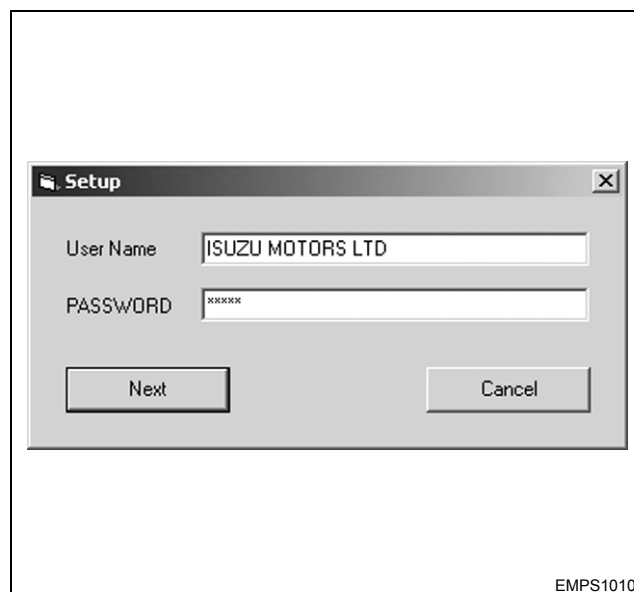 Setup
User Name ISUZU MOTORS LTD
PASSWORD *****
Next Cancel
EMPS1010